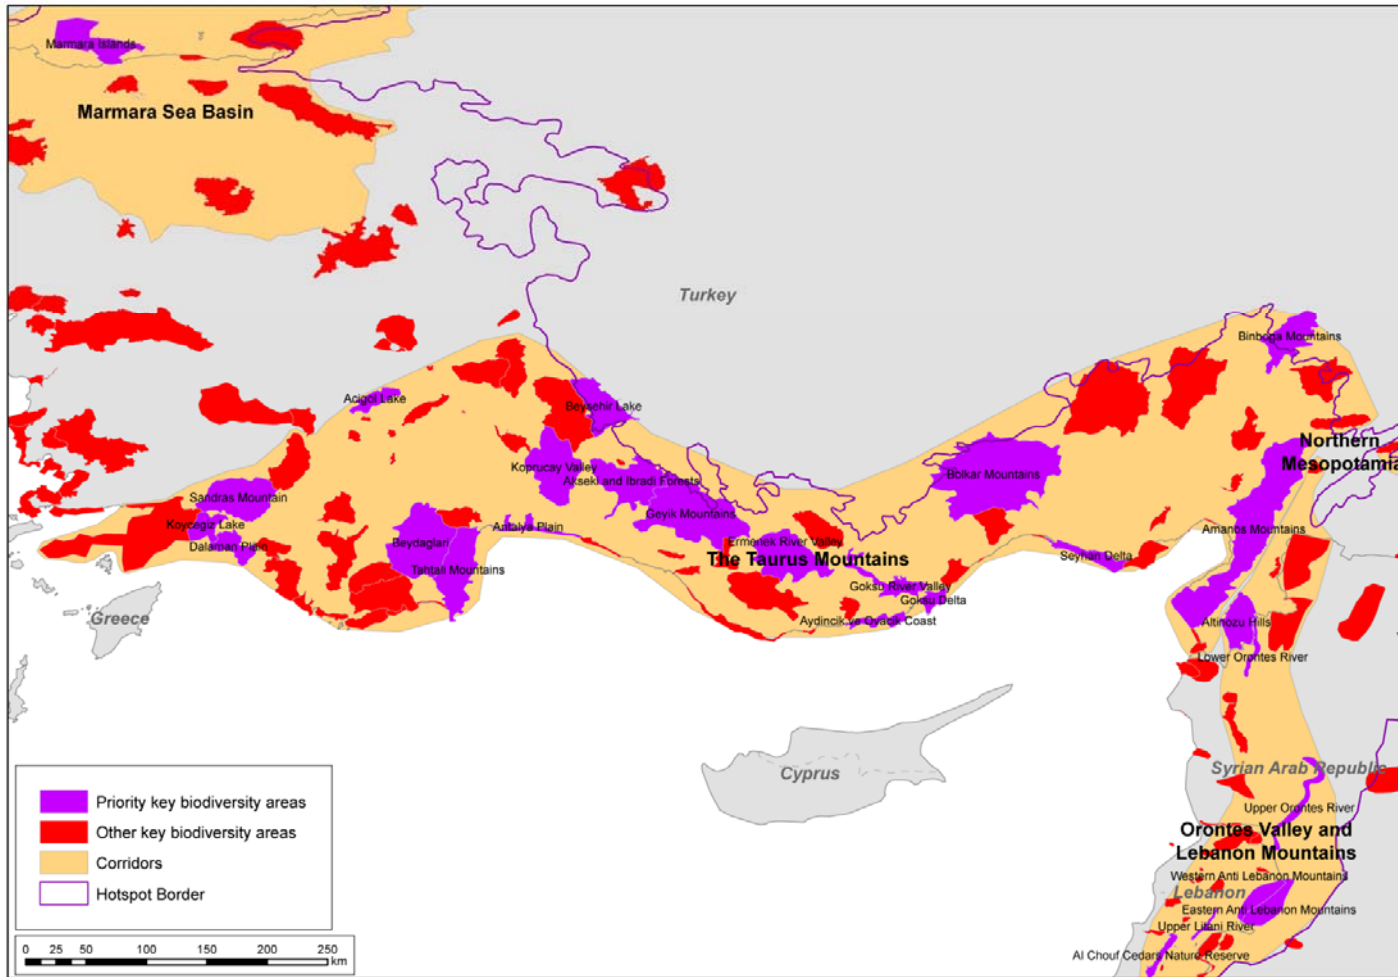 Marmara Islands
Marmara Sea Basin
Turkey
Binboga Mountains
Acigol Lake
Beysehir Lake
Northern
Mesopotamia
Koprucay Valley
Bolkar Mountains
Akseki and Ibradi Forests
Sandras Mountain
Geyik Mountains
Koycegiz Lake
Antalya Plain
Amanos Mountains
Dalaman Plain
Beydaglari
Ermenek River Valley
The Taurus Mountains
Seyhan Delta
Tahtali Mountains
Goksu River Valley
Goksu Delta
Greece
Aydincik ve Ovacik Coast
Altinozu Hills
Lower Orontes River
Cyprus
Syrian Arab Republic
Upper Orontes River
Orontes Valley and
Lebanon Mountains
Western Anti Lebanon Mountains
Lebanon
Eastern Anti Lebanon Mountains
Upper Litani River
Al Chouf Cedars Nature Reserve
Priority key biodiversity areas
Other key biodiversity areas
Corridors
Hotspot Border
0 25 50 100 150 200 250
km